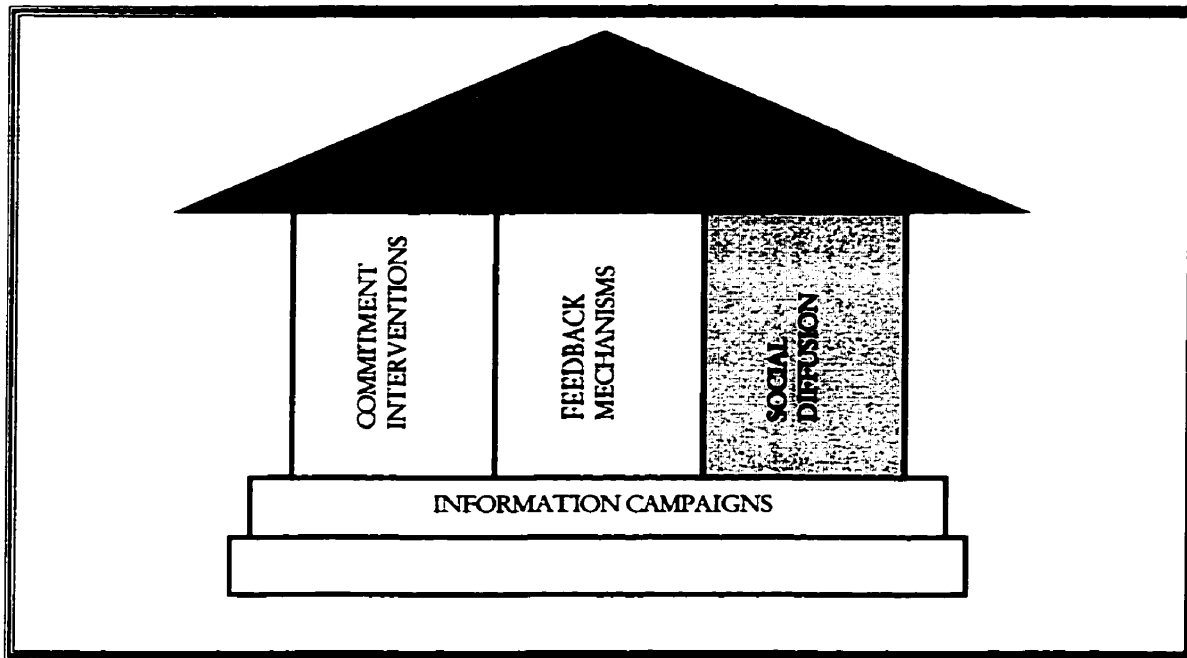 COMMITMENT
INTERVENTIONS
FEEDBACK
MECHANISMS
SOCIAL
DIFFUSION
INFORMATION CAMPAIGNS